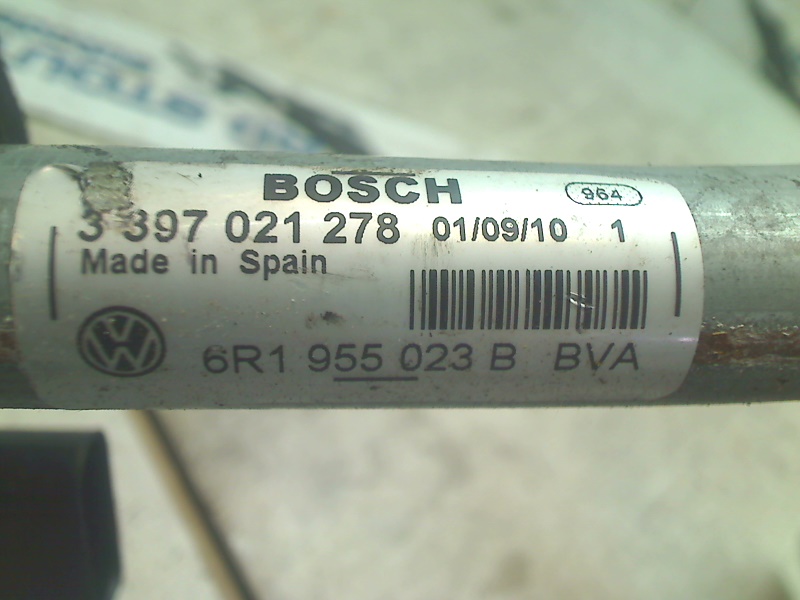 BOSCH 964
3 397 021 278 01/09/10 1
Made in Spain
6R1 955 023 B BVA